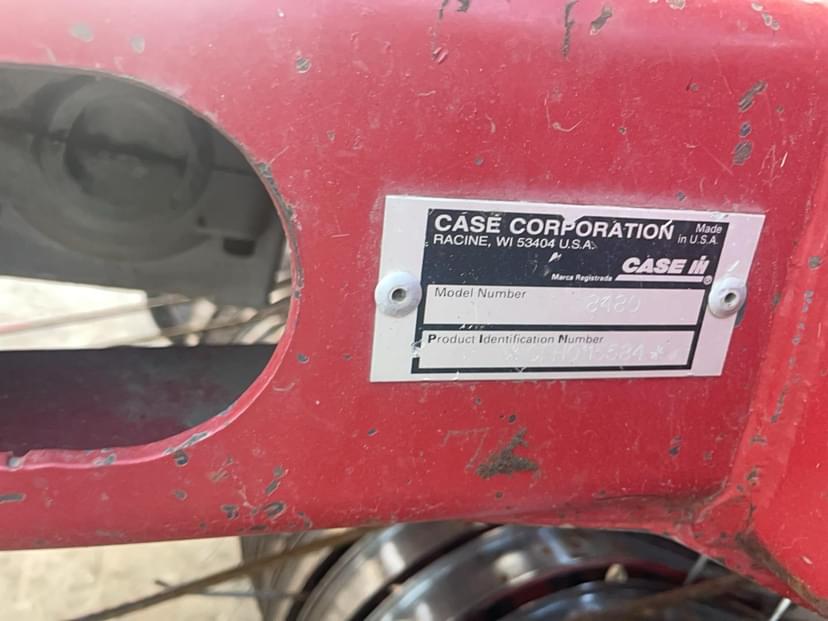 CASE CORPORATION Made
RACINE, WI 53404 U.S.A. in U.S.A.
CASE IH ®
Marca Registrada
Model Number 8480
Product Identification Number